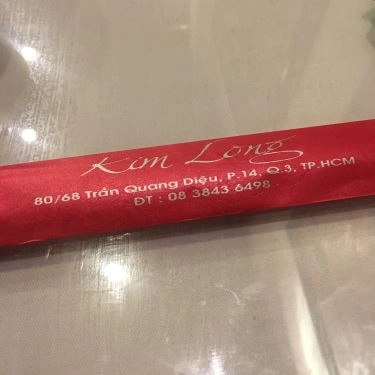 Kim Long
80/68 Trần Quang Diệu, P.14, Q.3, TP.HCM
ĐT : 08 3843 6498